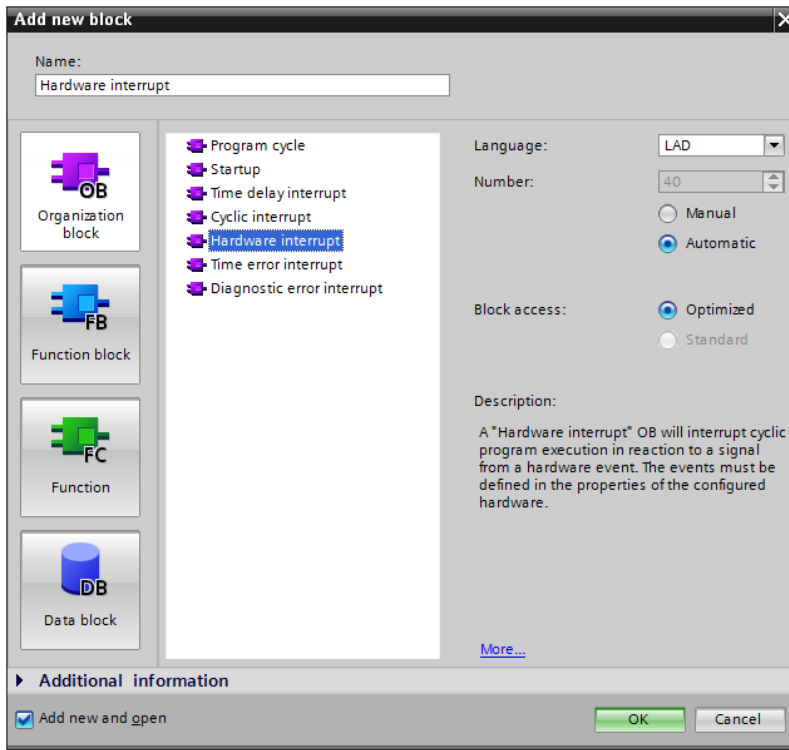 Add new block
Name:
Hardware interrupt
OB
Organization
block
FB
Function block
FC
Function
DB
Data block
Program cycle
Startup
Time delay interrupt
Cyclic interrupt
Hardware interrupt
Time error interrupt
Diagnostic error interrupt
Language:
LAD
Number:
40
Manual
Automatic
Block access:
Optimized
Standard
Description:
A "Hardware interrupt" OB will interrupt cyclic
program execution in reaction to a signal
from a hardware event. The events must be
defined in the properties of the configured
hardware.
More...
Additional information
Add new and open
OK
Cancel